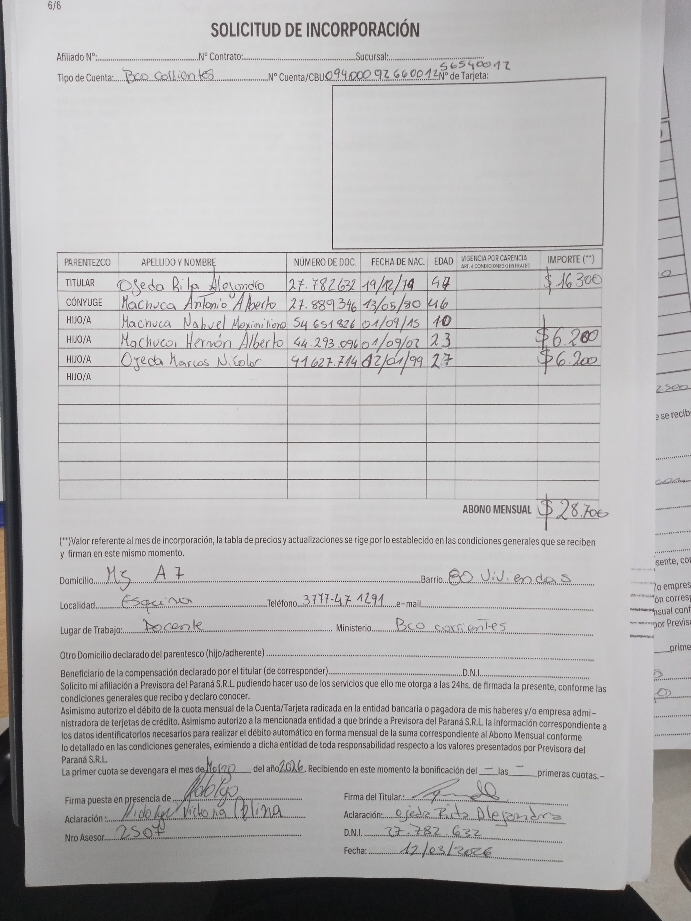 6/6
SOLICITUD DE INCORPORACIÓN
Afiliado N°: N° Contrato: Sucursal:
Tipo de Cuenta: Bco Corrientes N° Cuenta/CBU 0940009266001256540012 N° de Tarjeta:
PARENTEZCO APELLIDO Y NOMBRE NÚMERO DE DOC. FECHA DE NAC. EDAD VIGENCIA POR CARENCIA IMPORTE (**)
TITULAR Ojeda Rita Alejandra 27.782632 19/12/79 47 $ 16300
CÓNYUGE Machuca Antonio Alberto 27.889346 13/05/80 46
HIJO/A Machuca Nahuel Maximiliano 54 651826 01/09/15 10
HIJO/A Machuca Hernán Alberto 44.293.096 01/09/02 23 $6.200
HIJO/A Ojeda Marcos Nicolas 41627.714 12/01/99 27 $6.200
HIJO/A
ABONO MENSUAL $28.700
(**)Valor referente al mes de incorporación, la tabla de precios y actualizaciones se rige por lo establecido en las condiciones generales que se reciben
y firman en este mismo momento.
Domicilio Mz A 7 Barrio: 80 Viviendas
Localidad Esquina Teléfono 3777-471291 e-mail
Lugar de Trabajo: Docente Ministerio Bco corrientes
Otro Domicilio declarado del parentesco (hijo/adherente)
Beneficiario de la compensación declarado por el titular (de corresponder) D.N.I.
Solicito mi afiliación a Previsora del Paraná S.R.L pudiendo hacer uso de los servicios que ello me otorga a las 24hs. de firmada la presente, conforme las
condiciones generales que recibo y declaro conocer.
Asimismo autorizo el débito de la cuota mensual de la Cuenta/Tarjeta radicada en la entidad bancaria o pagadora de mis haberes y/o empresa admi-
nistradora de tarjetas de crédito. Asimismo autorizo a la mencionada entidad a que brinde a Previsora del Paraná S.R.L. la información correspondiente a
los datos identificatorios necesarios para realizar el débito automático en forma mensual de la suma correspondiente al Abono Mensual conforme
lo detallado en las condiciones generales, eximiendo a dicha entidad de toda responsabilidad respecto a los valores presentados por Previsora del
Paraná S.R.L.
La primer cuota se devengara el mes de Marzo del año 2026. Recibiendo en este momento la bonificación del — las — primeras cuotas.-
Firma puesta en presencia de Firma del Titular:
Aclaración: Victoria Aclaración: Ojeda Rita Alejandra
Nro Asesor 2507 D.N.I. 27.782.632
Fecha: 12/03/2026